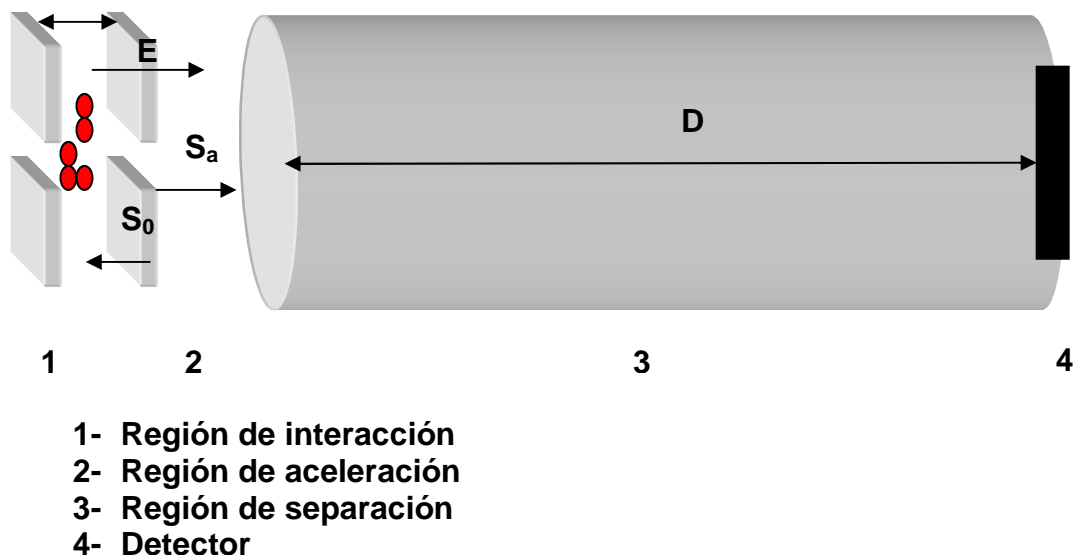 E
D
Sₐ
S₀
1 2 3 4
1- Región de interacción
2- Región de aceleración
3- Región de separación
4- Detector